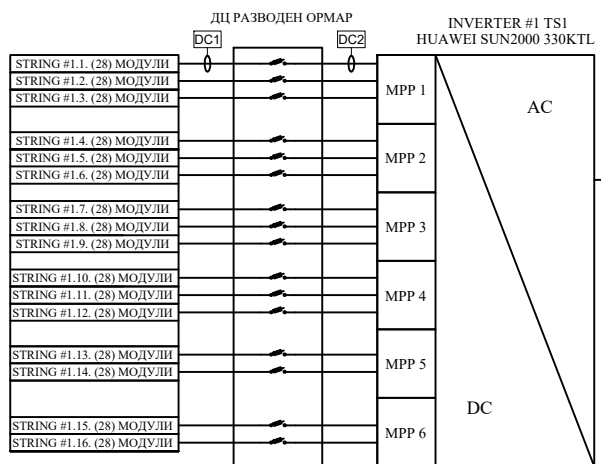 ДЦ РАЗВОДЕН ОРМАР
DC1
DC2
INVERTER #1 TS1
HUAWEI SUN2000 330KTL
STRING #1.1. (28) МОДУЛИ
STRING #1.2. (28) МОДУЛИ
STRING #1.3. (28) МОДУЛИ
MPP 1
AC
STRING #1.4. (28) МОДУЛИ
STRING #1.5. (28) МОДУЛИ
STRING #1.6. (28) МОДУЛИ
MPP 2
STRING #1.7. (28) МОДУЛИ
STRING #1.8. (28) МОДУЛИ
STRING #1.9. (28) МОДУЛИ
MPP 3
STRING #1.10. (28) МОДУЛИ
STRING #1.11. (28) МОДУЛИ
STRING #1.12. (28) МОДУЛИ
MPP 4
STRING #1.13. (28) МОДУЛИ
STRING #1.14. (28) МОДУЛИ
MPP 5
DC
STRING #1.15. (28) МОДУЛИ
STRING #1.16. (28) МОДУЛИ
MPP 6